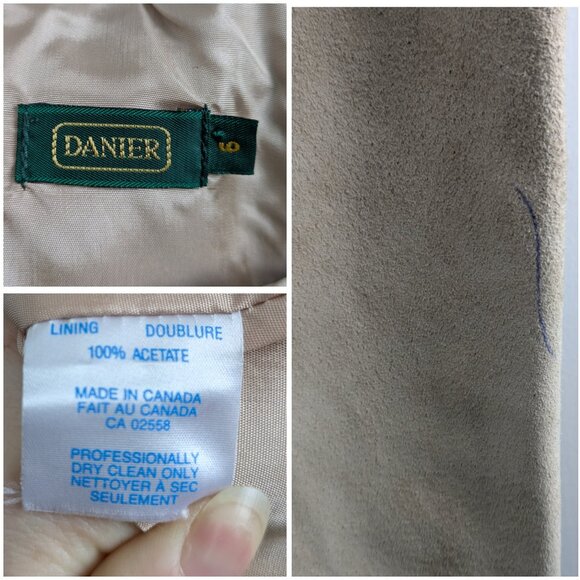 DANIER
6
LINING DOUBLURE
100% ACETATE
MADE IN CANADA
FAIT AU CANADA
CA 02558
PROFESSIONALLY
DRY CLEAN ONLY
NETTOYER À SEC
SEULEMENT